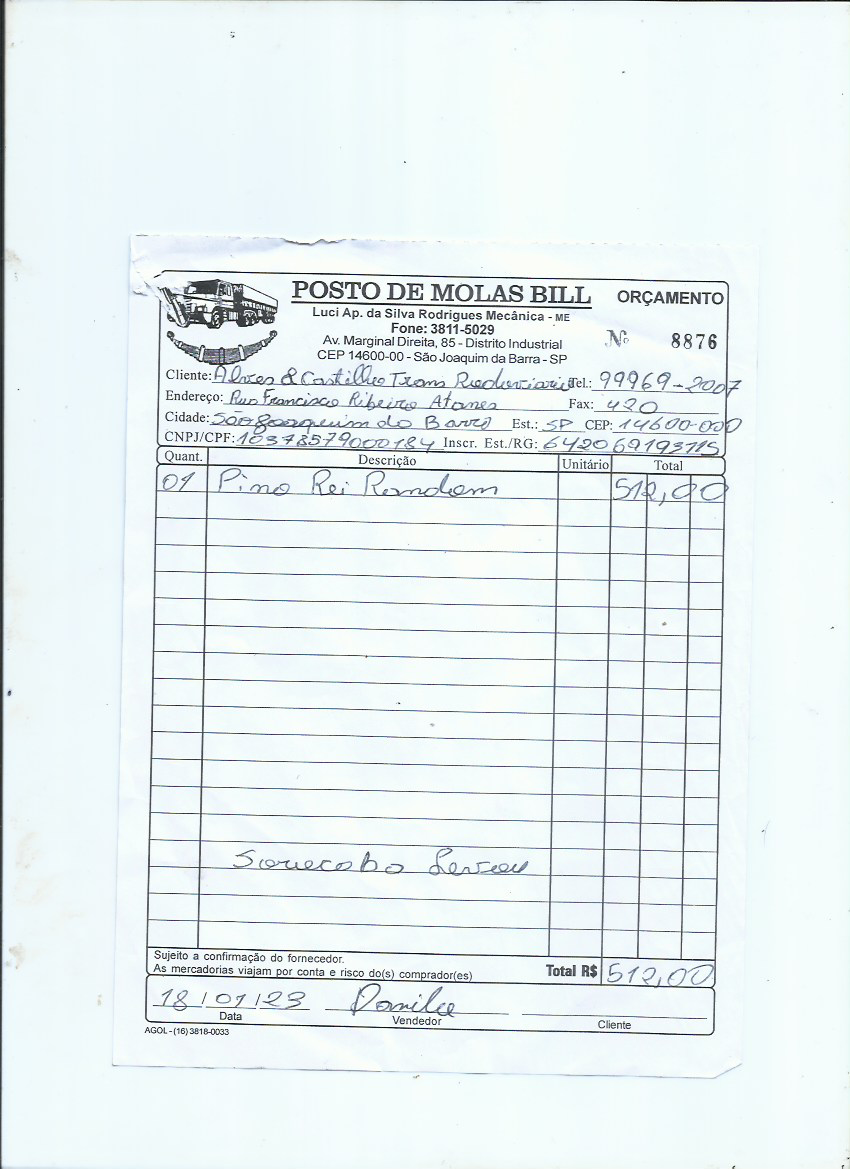 POSTO DE MOLAS BILL ORÇAMENTO
Luci Ap. da Silva Rodrigues Mecânica - ME
Fone: 3811-5029
Av. Marginal Direita, 85 - Distrito Industrial
CEP 14600-00 - São Joaquim da Barra - SP
Nº 8876
Cliente: Alves & Castilho Trans Rodoviario Tel.: 99969-2007
Endereço: Rua Francisco Ribeiro Fax: 420
Cidade: São Joaquim da Barra Est.: SP CEP: 14600-000
CNPJ/CPF: 10378579000184 Inscr. Est./RG: 642069193115
Quant. Descrição Unitário Total
01 Pino Rei Randon 512,00
Sujeito a confirmação do fornecedor.
As mercadorias viajam por conta e risco do(s) comprador(es)
Total R$ 512,00
18/01/23 Danilo
Data Vendedor Cliente
AGOL - (16) 3818-0033